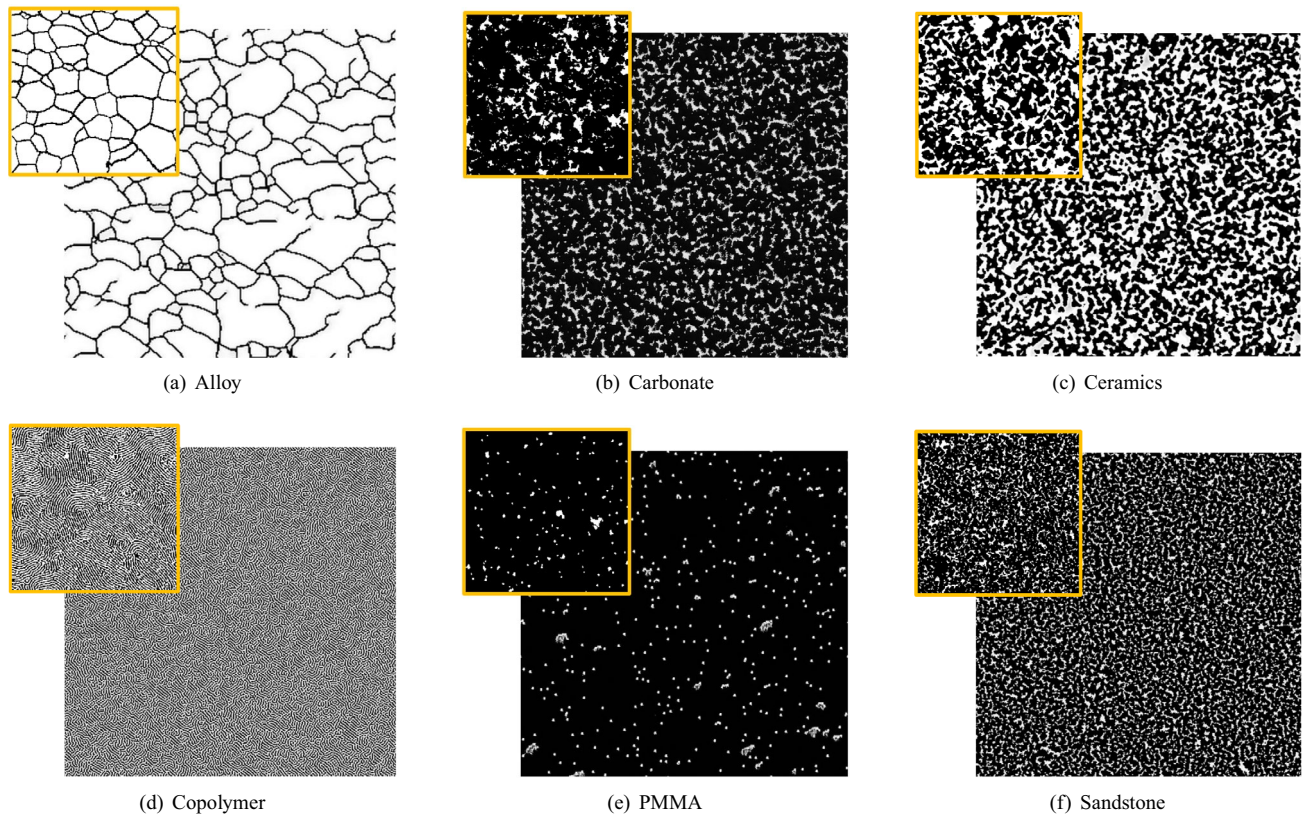 (a) Alloy
(b) Carbonate
(c) Ceramics
(d) Copolymer
(e) PMMA
(f) Sandstone